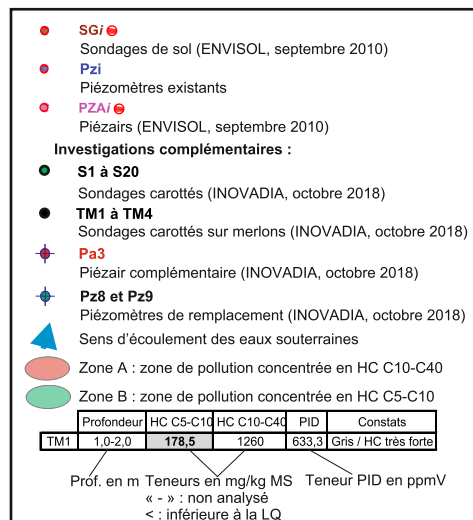 SGi
Sondages de sol (ENVISOL, septembre 2010)
Pzi
Piézomètres existants
PZAi
Piézairs (ENVISOL, septembre 2010)
Investigations complémentaires :
S1 à S20
Sondages carottés (INOVADIA, octobre 2018)
TM1 à TM4
Sondages carottés sur merlons (INOVADIA, octobre 2018)
Pa3
Piézair complémentaire (INOVADIA, octobre 2018)
Pz8 et Pz9
Piézomètres de remplacement (INOVADIA, octobre 2018)
Sens d'écoulement des eaux souterraines
Zone A : zone de pollution concentrée en HC C10-C40
Zone B : zone de pollution concentrée en HC C5-C10
Profondeur HC C5-C10 HC C10-C40 PID Constats
TM1 1,0-2,0 178,5 1260 633,3 Gris / HC très forte
Prof. en m Teneurs en mg/kg MS Teneur PID en ppmV
« - » : non analysé
< : inférieure à la LQ